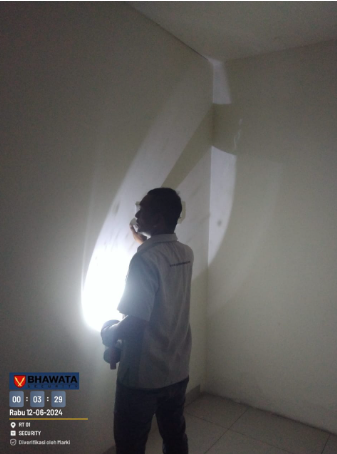 BHAWATA
00 : 03 : 29
Rabu 12-06-2024
RT 01
SECURITY
Diverifikasi oleh Marki